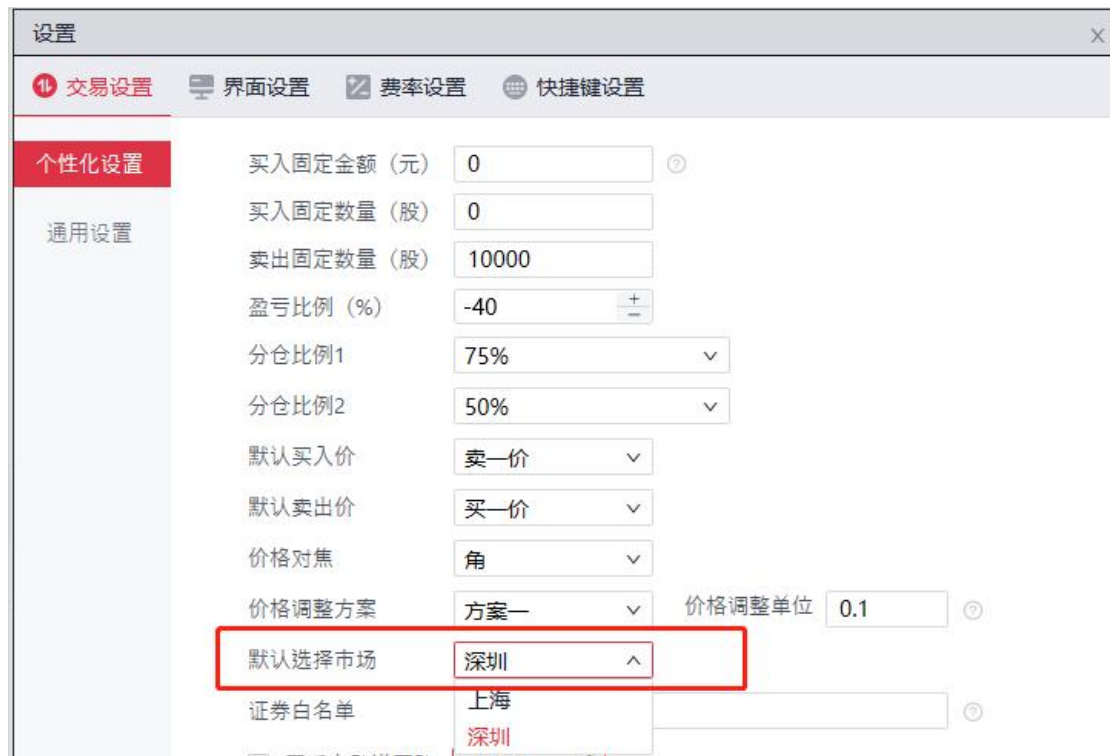 设置
交易设置 界面设置 费率设置 快捷键设置
个性化设置
通用设置
买入固定金额（元） 0
买入固定数量（股） 0
卖出固定数量（股） 10000
盈亏比例（%） -40
分仓比例1 75%
分仓比例2 50%
默认买入价 卖一价
默认卖出价 买一价
价格对焦 角
价格调整方案 方案一 价格调整单位 0.1
默认选择市场 深圳
上海
证券白名单
深圳